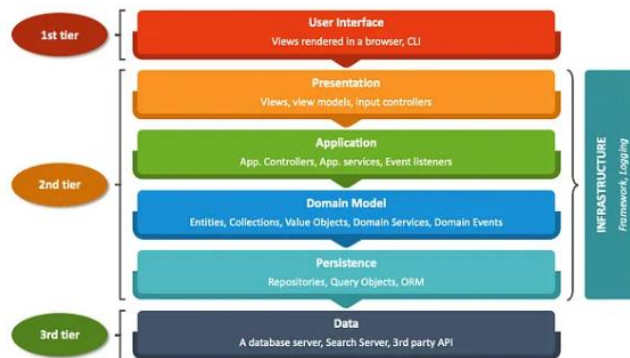 1st tier
User Interface
Views rendered in a browser, CLI
2nd tier
Presentation
Views, view models, input controllers
Application
App. Controllers, App. services, Event listeners
Domain Model
Entities, Collections, Value Objects, Domain Services, Domain Events
Persistence
Repositories, Query Objects, ORM
INFRASTRUCTURE
Framework, Logging
3rd tier
Data
A database server, Search Server, 3rd party API